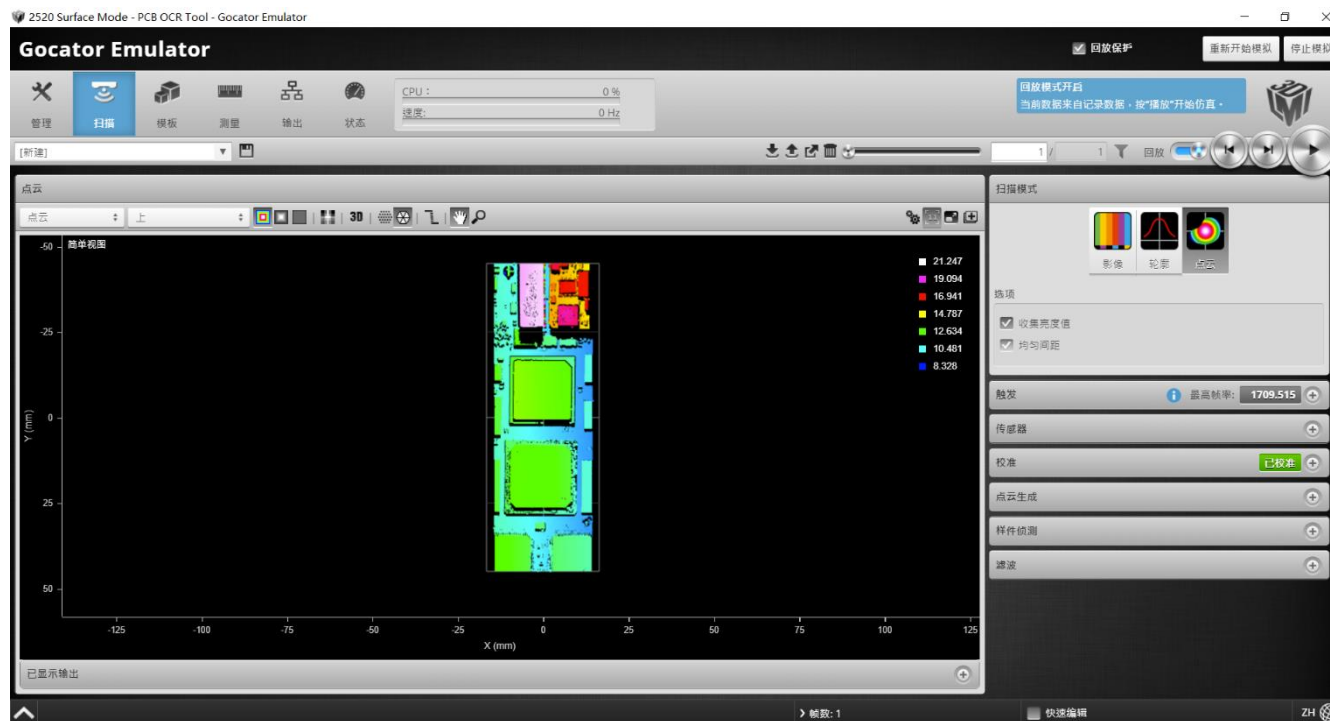 2520 Surface Mode - PCB OCR Tool - Gocator Emulator
Gocator Emulator
回放保护
重新开始模拟
停止模拟
管理
扫描
模板
测量
输出
状态
CPU: 0 %
速度: 0 Hz
回放模式开启
当前数据来自记录数据,按"播放"开始仿真。
[新建]
1 / 1
回放
点云
点云
上
3D
简单视图
-50
-25
0
25
50
Y (mm)
-125
-100
-75
-50
-25
0
25
50
75
100
125
X (mm)
21.247
19.094
16.941
14.787
12.634
10.481
8.328
已显示输出
扫描模式
影像
轮廓
点云
选项
收集亮度值
均匀间距
触发
最高帧率: 1709.515
传感器
校准
已校准
点云生成
样件侦测
滤波
帧数: 1
快速编辑
ZH